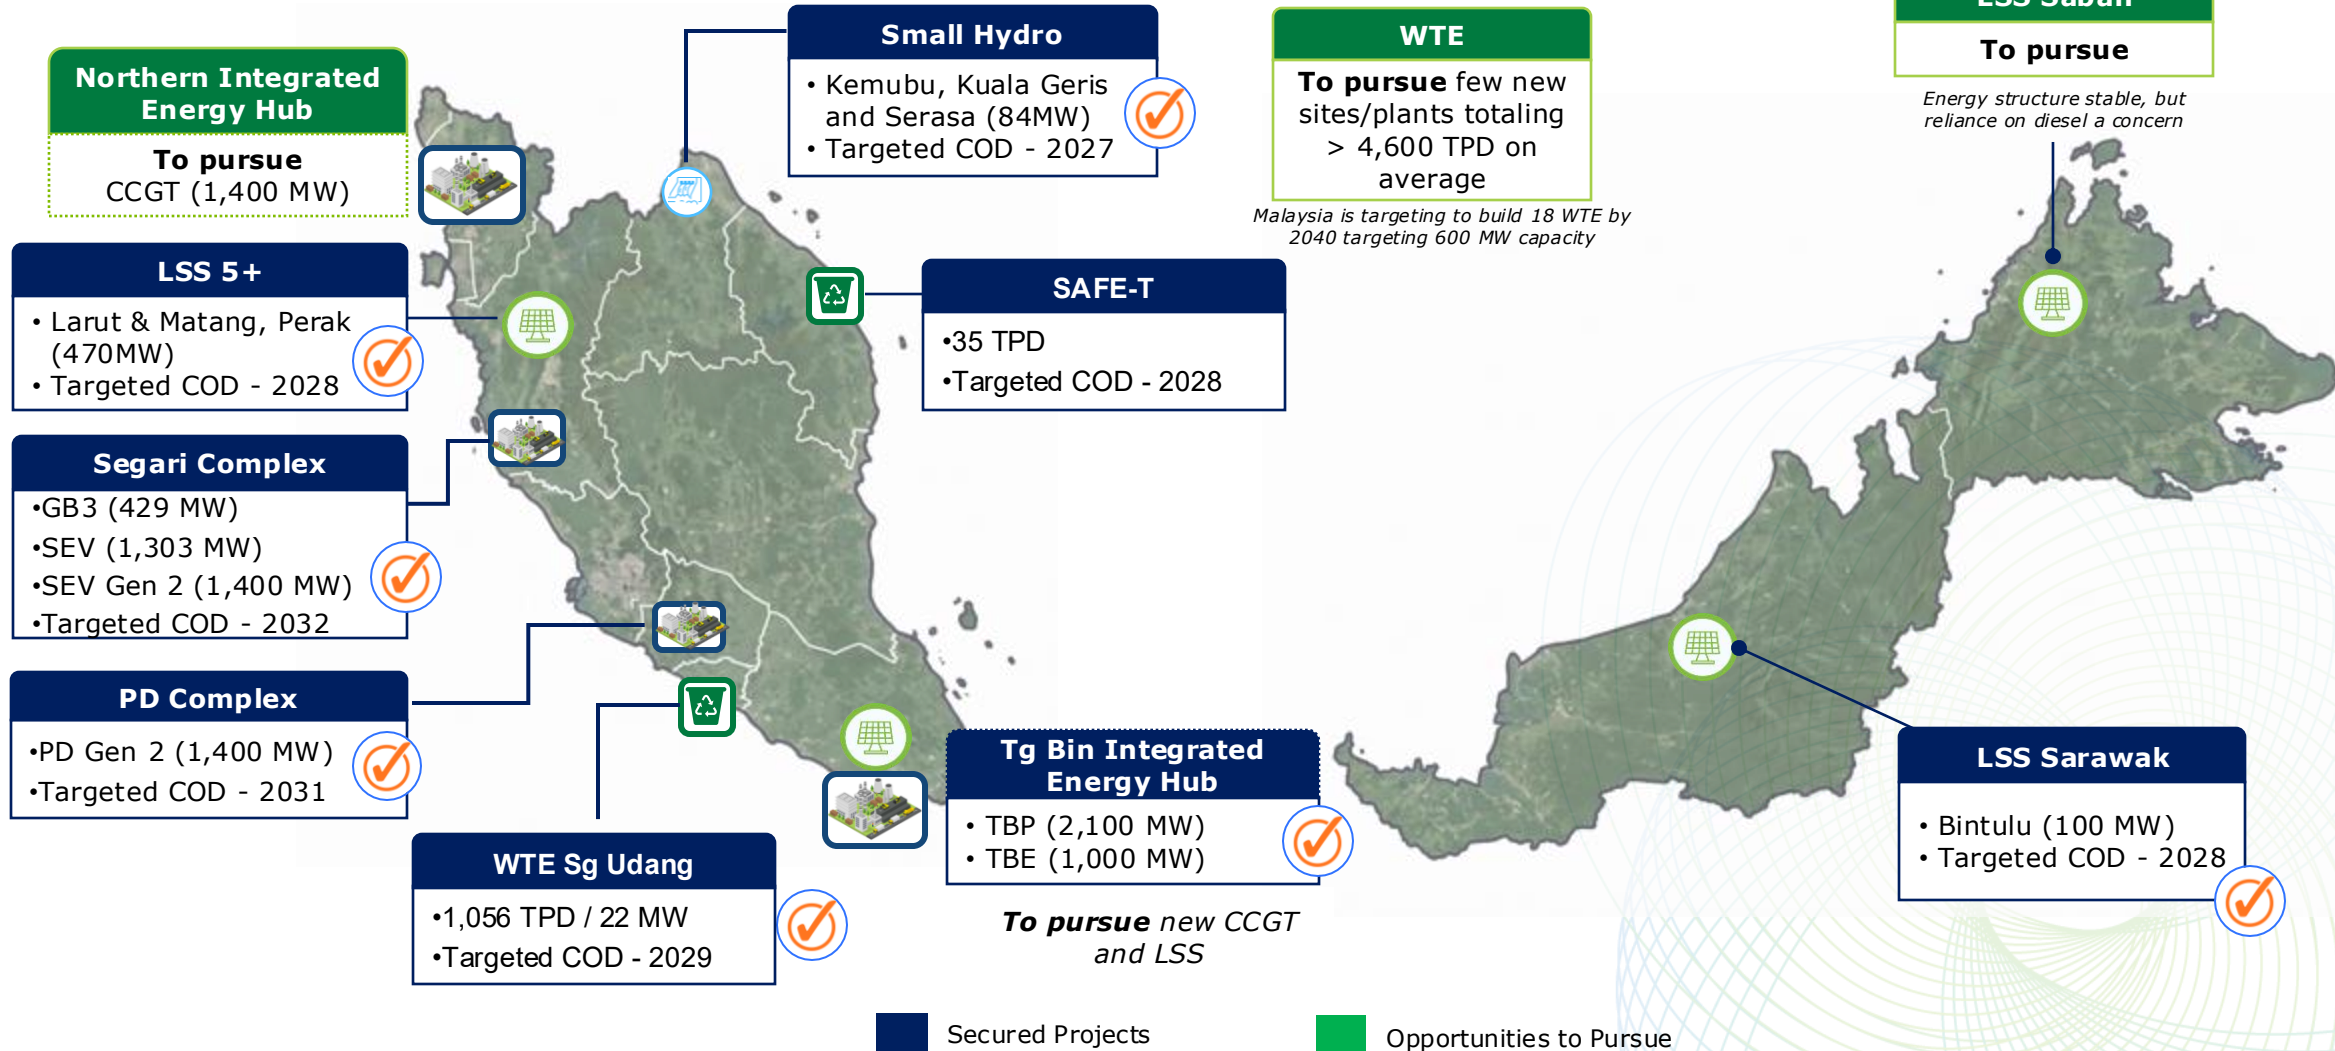 LSS Sabah
To pursue
Energy structure stable, but
reliance on diesel a concern
Small Hydro
• Kemubu, Kuala Geris
and Serasa (84MW)
• Targeted COD - 2027
WTE
To pursue few new
sites/plants totaling
> 4,600 TPD on
average
Malaysia is targeting to build 18 WTE by
2040 targeting 600 MW capacity
Northern Integrated
Energy Hub
To pursue
CCGT (1,400 MW)
LSS 5+
• Larut & Matang, Perak
(470MW)
• Targeted COD - 2028
SAFE-T
•35 TPD
•Targeted COD - 2028
Segari Complex
•GB3 (429 MW)
•SEV (1,303 MW)
•SEV Gen 2 (1,400 MW)
•Targeted COD - 2032
PD Complex
•PD Gen 2 (1,400 MW)
•Targeted COD - 2031
WTE Sg Udang
•1,056 TPD / 22 MW
•Targeted COD - 2029
Tg Bin Integrated
Energy Hub
• TBP (2,100 MW)
• TBE (1,000 MW)
To pursue new CCGT
and LSS
LSS Sarawak
• Bintulu (100 MW)
• Targeted COD - 2028
Secured Projects
Opportunities to Pursue